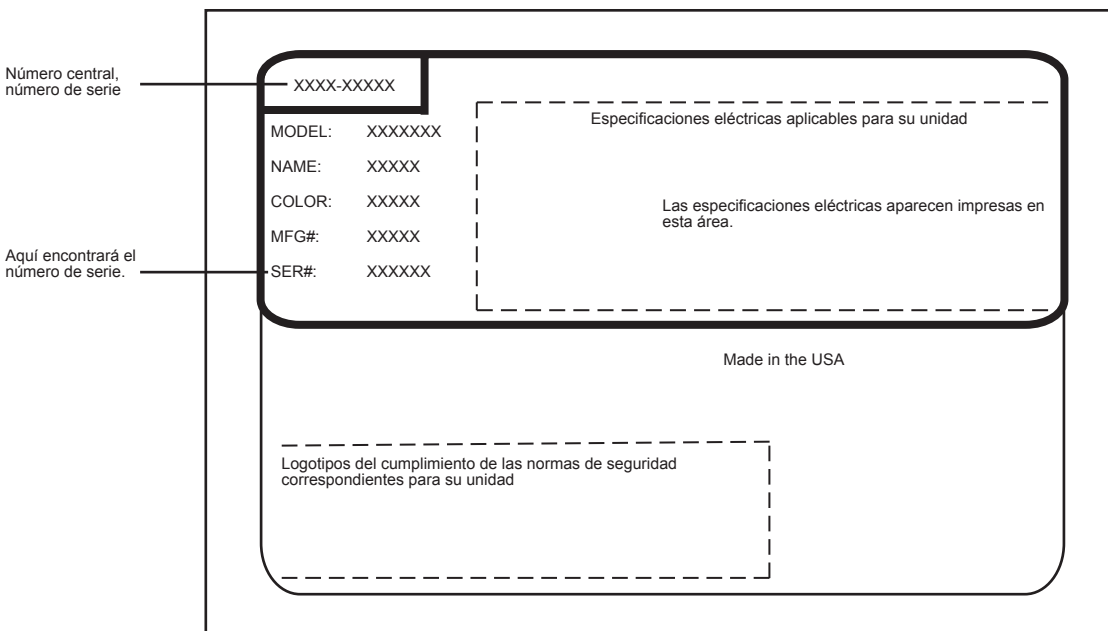 Número central,
número de serie
XXXX-XXXXX
MODEL: XXXXXXX
NAME: XXXXX
COLOR: XXXXX
MFG#: XXXXX
Aquí encontrará el
número de serie.
SER#: XXXXXX
Especificaciones eléctricas aplicables para su unidad
Las especificaciones eléctricas aparecen impresas en
esta área.
Made in the USA
Logotipos del cumplimiento de las normas de seguridad
correspondientes para su unidad